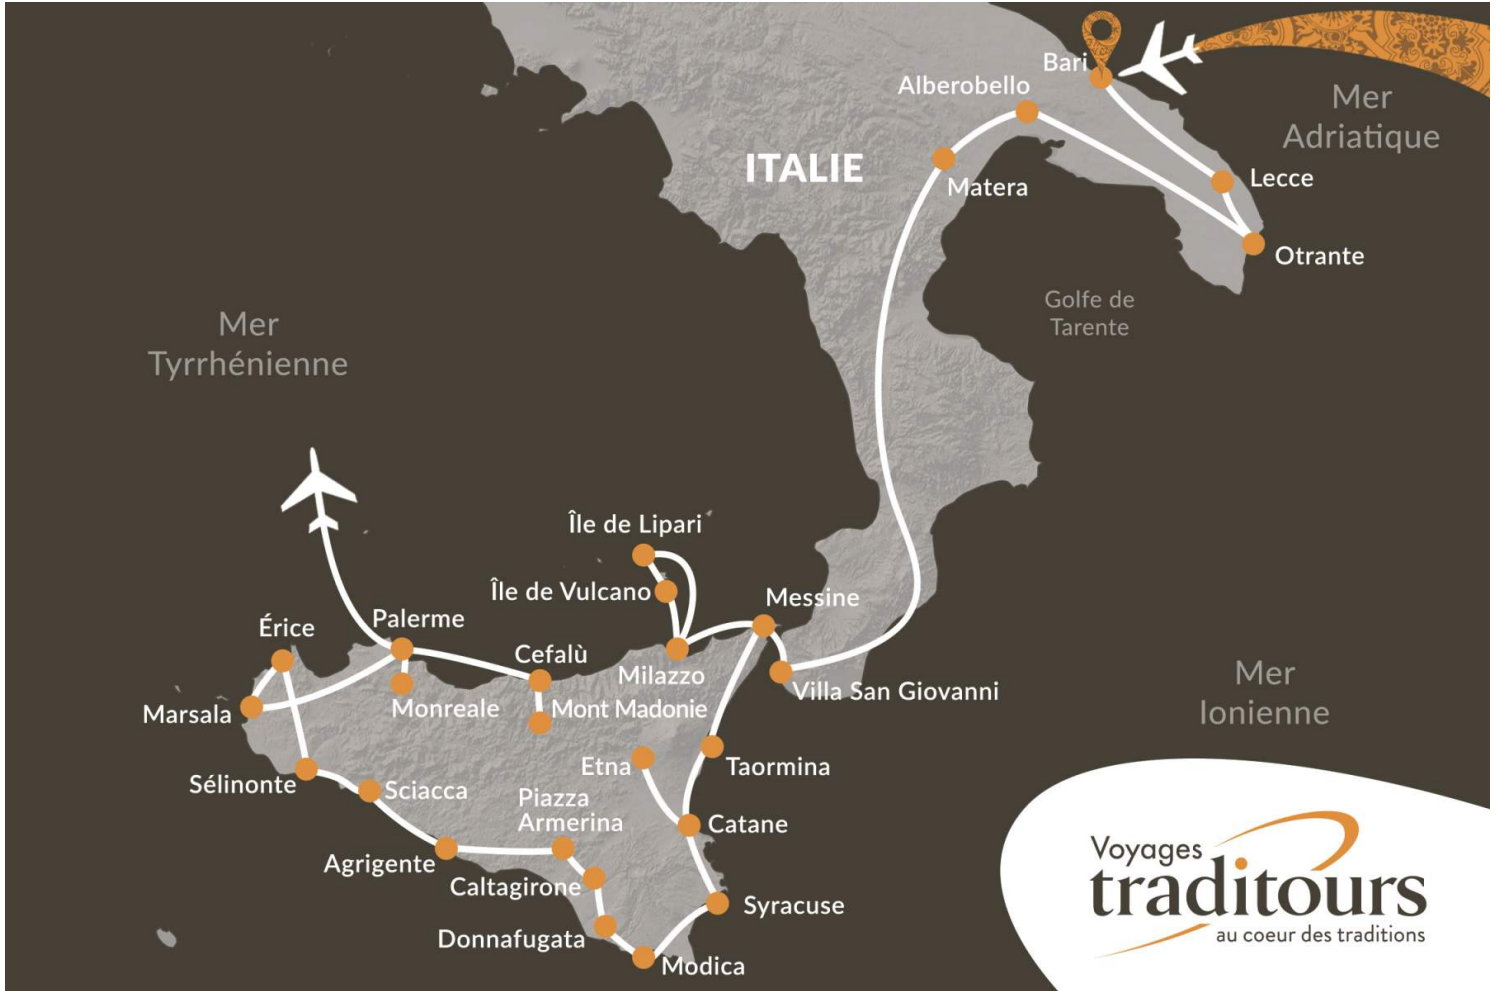 Bari
Alberobello
Mer
Adriatique
ITALIE
Matera
Lecce
Otrante
Golfe de
Tarente
Mer
Tyrrhénienne
Île de Lipari
Île de Vulcano
Messine
Érice
Palerme
Cefalù
Milazzo
Villa San Giovanni
Mer
Ionienne
Marsala
Monreale
Mont Madonie
Etna
Taormina
Sélinonte
Sciacca
Piazza
Armerina
Catane
Agrigente
Caltagirone
Syracuse
Donnafugata
Modica
Voyages
traditours
au coeur des traditions